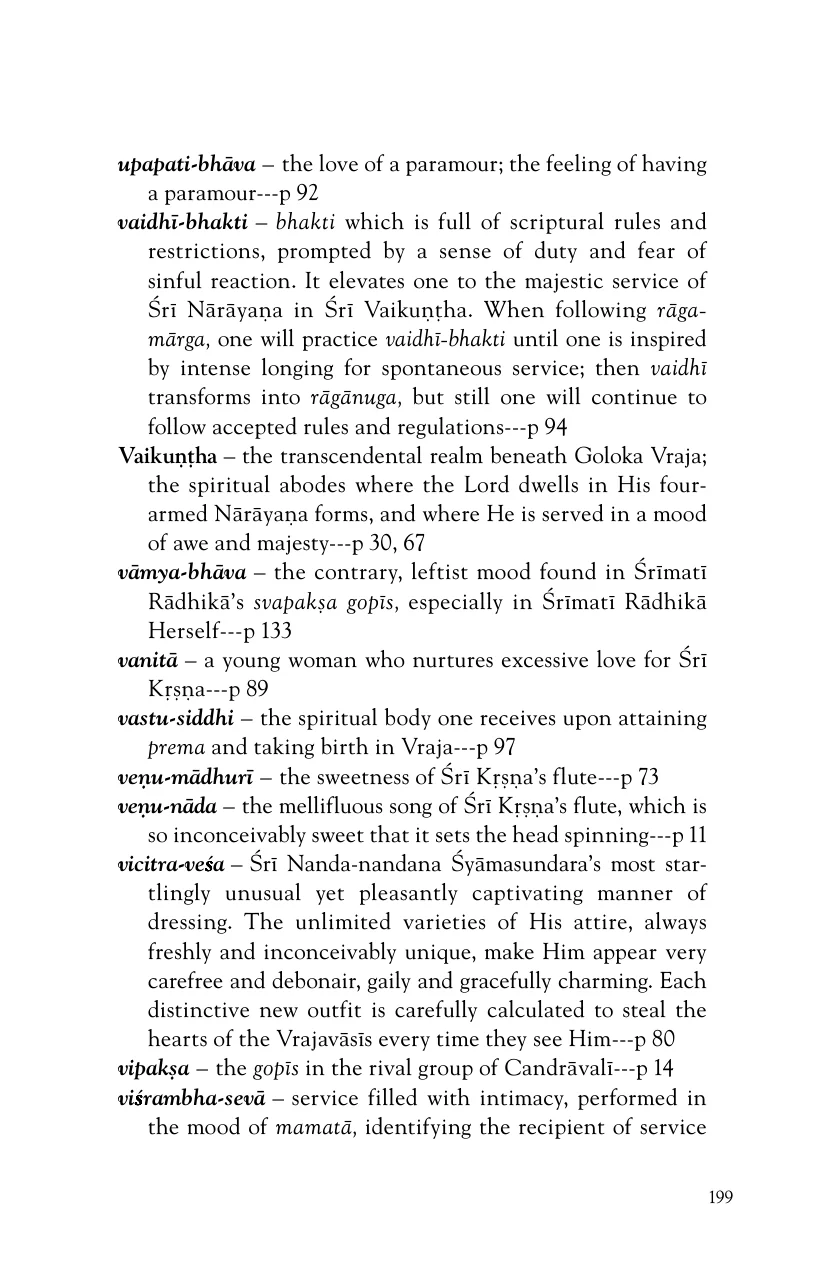 upapati-bhāva – the love of a paramour; the feeling of having
a paramour---p 92
vaidhī-bhakti – bhakti which is full of scriptural rules and
restrictions, prompted by a sense of duty and fear of
sinful reaction. It elevates one to the majestic service of
Śrī Nārāyaṇa in Śrī Vaikuṇṭha. When following rāga-
mārga, one will practice vaidhī-bhakti until one is inspired
by intense longing for spontaneous service; then vaidhī
transforms into rāgānuga, but still one will continue to
follow accepted rules and regulations---p 94
Vaikuṇṭha – the transcendental realm beneath Goloka Vraja;
the spiritual abodes where the Lord dwells in His four-
armed Nārāyaṇa forms, and where He is served in a mood
of awe and majesty---p 30, 67
vāmya-bhāva – the contrary, leftist mood found in Śrīmatī
Rādhikā’s svapakṣa gopīs, especially in Śrīmatī Rādhikā
Herself---p 133
vanitā – a young woman who nurtures excessive love for Śrī
Kṛṣṇa---p 89
vastu-siddhi – the spiritual body one receives upon attaining
prema and taking birth in Vraja---p 97
veṇu-mādhurī – the sweetness of Śrī Kṛṣṇa’s flute---p 73
veṇu-nāda – the mellifluous song of Śrī Kṛṣṇa’s flute, which is
so inconceivably sweet that it sets the head spinning---p 11
vicitra-veśa – Śrī Nanda-nandana Śyāmasundara’s most star-
tlingly unusual yet pleasantly captivating manner of
dressing. The unlimited varieties of His attire, always
freshly and inconceivably unique, make Him appear very
carefree and debonair, gaily and gracefully charming. Each
distinctive new outfit is carefully calculated to steal the
hearts of the Vrajavāsīs every time they see Him---p 80
vipakṣa – the gopīs in the rival group of Candrāvalī---p 14
viśrambha-sevā – service filled with intimacy, performed in
the mood of mamatā, identifying the recipient of service
199